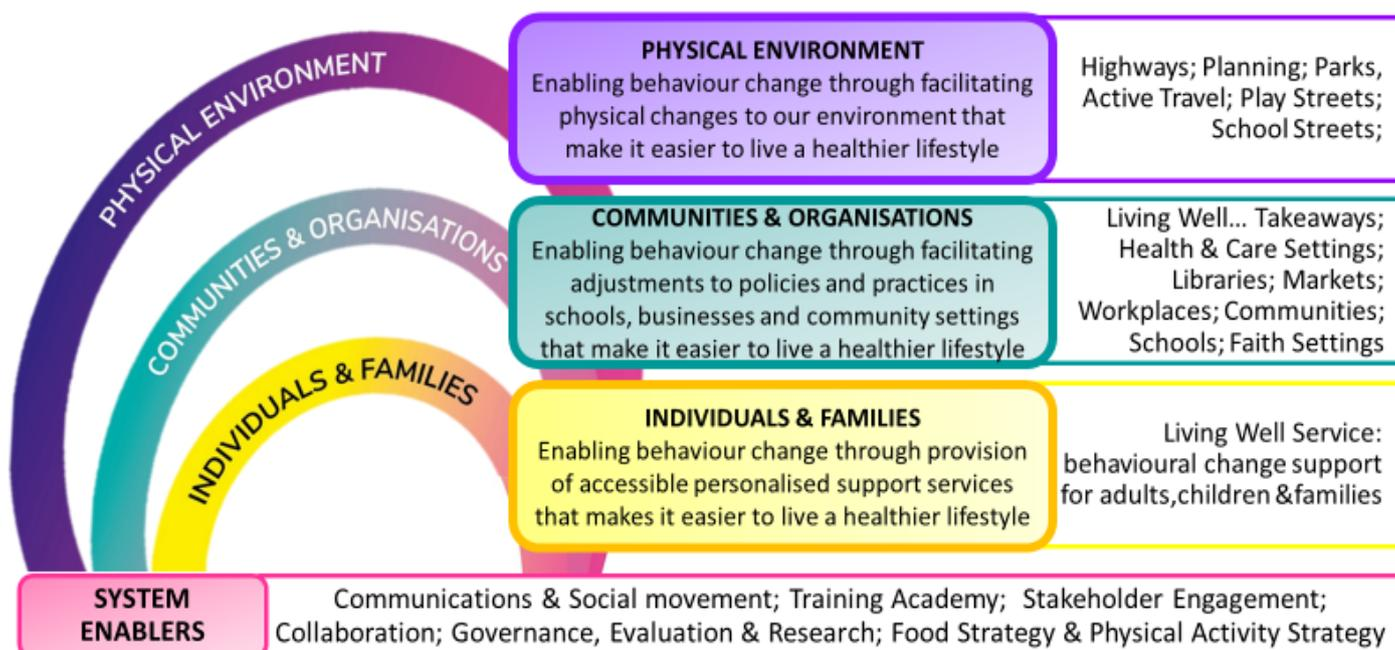 PHYSICAL ENVIRONMENT
COMMUNITIES & ORGANISATIONS
INDIVIDUALS & FAMILIES
PHYSICAL ENVIRONMENT
Enabling behaviour change through facilitating
physical changes to our environment that
make it easier to live a healthier lifestyle
Highways; Planning; Parks,
Active Travel; Play Streets;
School Streets;
COMMUNITIES & ORGANISATIONS
Enabling behaviour change through facilitating
adjustments to policies and practices in
schools, businesses and community settings
that make it easier to live a healthier lifestyle
Living Well... Takeaways;
Health & Care Settings;
Libraries; Markets;
Workplaces; Communities;
Schools; Faith Settings
INDIVIDUALS & FAMILIES
Enabling behaviour change through provision
of accessible personalised support services
that makes it easier to live a healthier lifestyle
Living Well Service:
behavioural change support
for adults,children &families
SYSTEM
ENABLERS
Communications & Social movement; Training Academy; Stakeholder Engagement;
Collaboration; Governance, Evaluation & Research; Food Strategy & Physical Activity Strategy